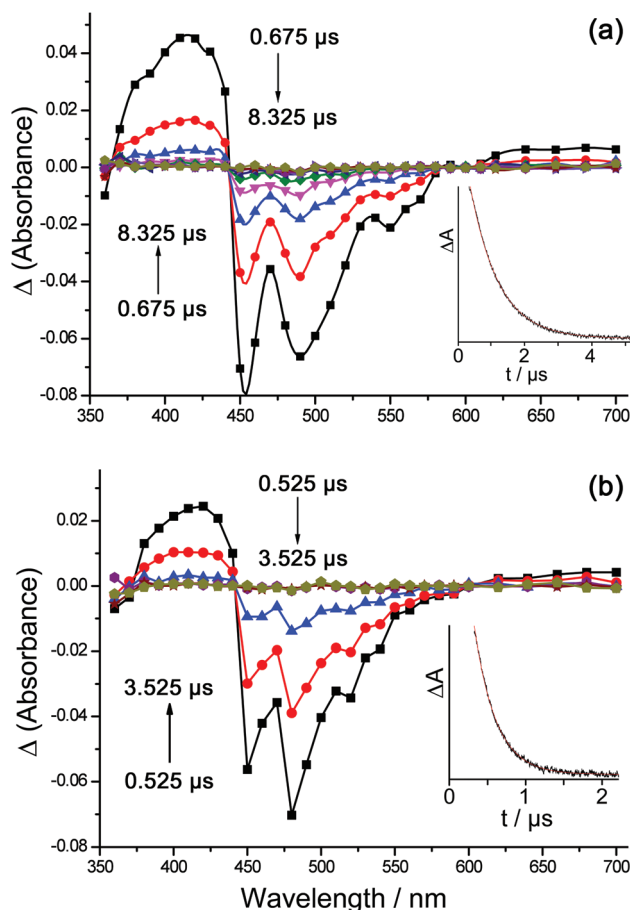 (a)
0.675 µs
8.325 µs
8.325 µs
0.675 µs
Δ (Absorbance)
0.04
0.02
0.00
-0.02
-0.04
-0.06
-0.08
350 400 450 500 550 600 650 700
ΔA
0 2 4
t / µs
(b)
0.525 µs
3.525 µs
3.525 µs
0.525 µs
Δ (Absorbance)
0.02
0.00
-0.02
-0.04
-0.06
-0.08
350 400 450 500 550 600 650 700
ΔA
0 1 2
t / µs
Wavelength / nm